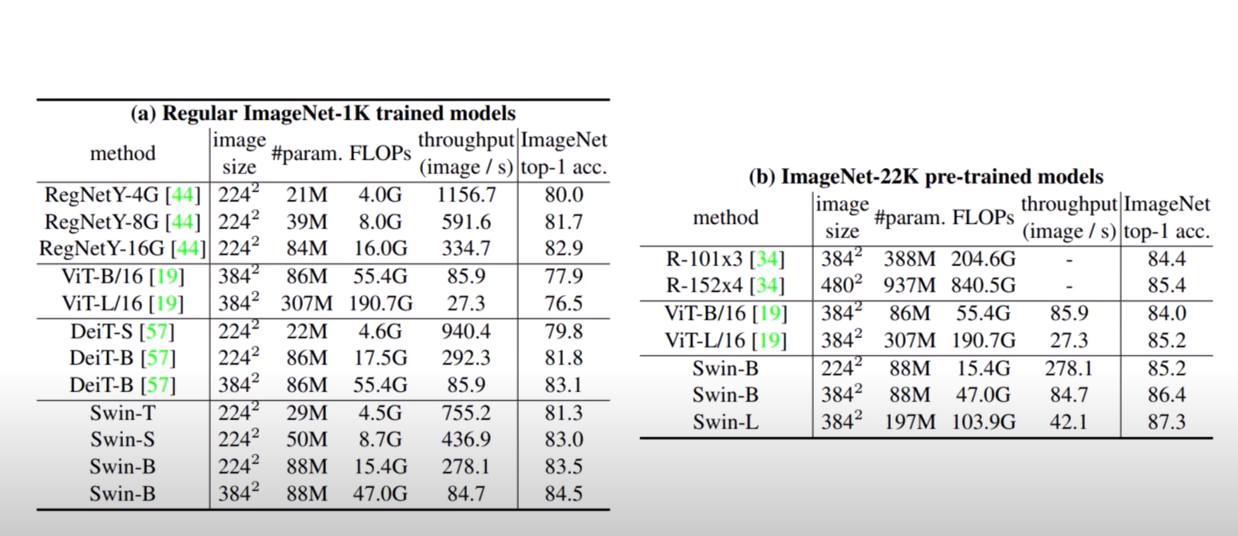 (a) Regular ImageNet-1K trained models
method image size #param. FLOPs throughput (image / s) ImageNet top-1 acc.
RegNetY-4G [44] 224² 21M 4.0G 1156.7 80.0
RegNetY-8G [44] 224² 39M 8.0G 591.6 81.7
RegNetY-16G [44] 224² 84M 16.0G 334.7 82.9
ViT-B/16 [19] 384² 86M 55.4G 85.9 77.9
ViT-L/16 [19] 384² 307M 190.7G 27.3 76.5
DeiT-S [57] 224² 22M 4.6G 940.4 79.8
DeiT-B [57] 224² 86M 17.5G 292.3 81.8
DeiT-B [57] 384² 86M 55.4G 85.9 83.1
Swin-T 224² 29M 4.5G 755.2 81.3
Swin-S 224² 50M 8.7G 436.9 83.0
Swin-B 224² 88M 15.4G 278.1 83.5
Swin-B 384² 88M 47.0G 84.7 84.5
(b) ImageNet-22K pre-trained models
method image size #param. FLOPs throughput (image / s) ImageNet top-1 acc.
R-101x3 [34] 384² 388M 204.6G - 84.4
R-152x4 [34] 480² 937M 840.5G - 85.4
ViT-B/16 [19] 384² 86M 55.4G 85.9 84.0
ViT-L/16 [19] 384² 307M 190.7G 27.3 85.2
Swin-B 224² 88M 15.4G 278.1 85.2
Swin-B 384² 88M 47.0G 84.7 86.4
Swin-L 384² 197M 103.9G 42.1 87.3